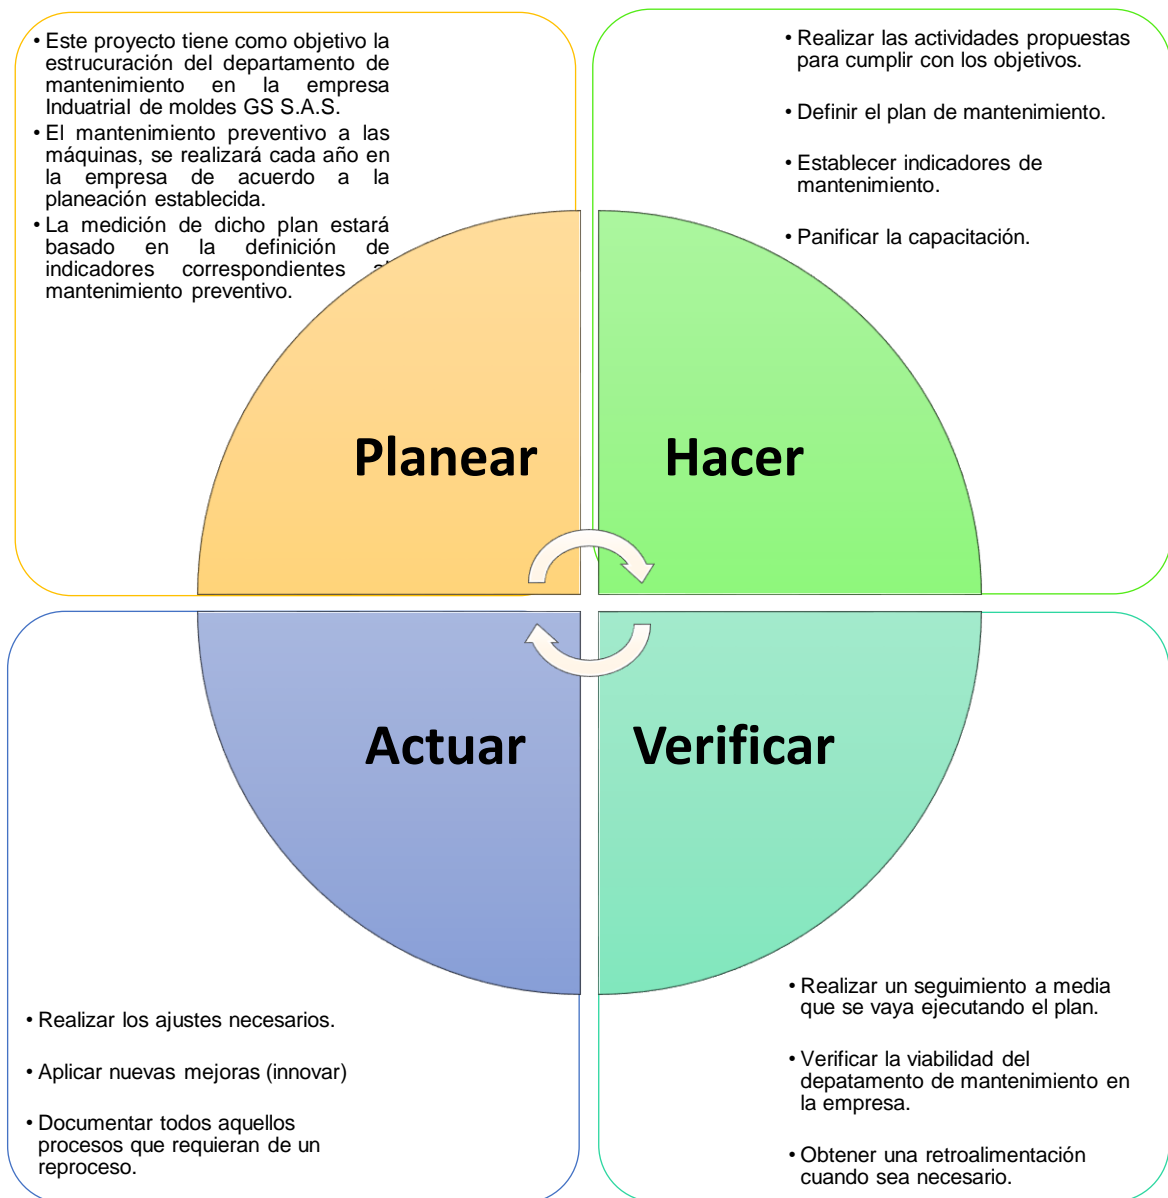 • Este proyecto tiene como objetivo la
estrucuración del departamento de
mantenimiento en la empresa
Induatrial de moldes GS S.A.S.
• El mantenimiento preventivo a las
máquinas, se realizará cada año en
la empresa de acuerdo a la
planeación establecida.
• La medición de dicho plan estará
basado en la definición de
indicadores correspondientes al
mantenimiento preventivo.
• Realizar las actividades propuestas
para cumplir con los objetivos.
• Definir el plan de mantenimiento.
• Establecer indicadores de
mantenimiento.
• Panificar la capacitación.
Planear
Hacer
Actuar
Verificar
• Realizar los ajustes necesarios.
• Aplicar nuevas mejoras (innovar)
• Documentar todos aquellos
procesos que requieran de un
reproceso.
• Realizar un seguimiento a media
que se vaya ejecutando el plan.
• Verificar la viabilidad del
depatamento de mantenimiento en
la empresa.
• Obtener una retroalimentación
cuando sea necesario.